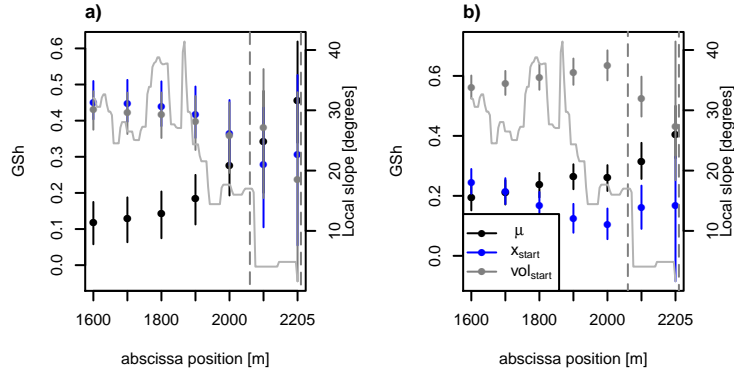 a)
GSh
0.0 0.1 0.2 0.3 0.4 0.5 0.6
10 20 30 40
Local slope [degrees]
1600 1800 2000 2205
abscissa position [m]
b)
GSh
0.0 0.2 0.4 0.6
10 20 30 40
Local slope [degrees]
μ
x_start
vol_start
1600 1800 2000 2205
abscissa position [m]